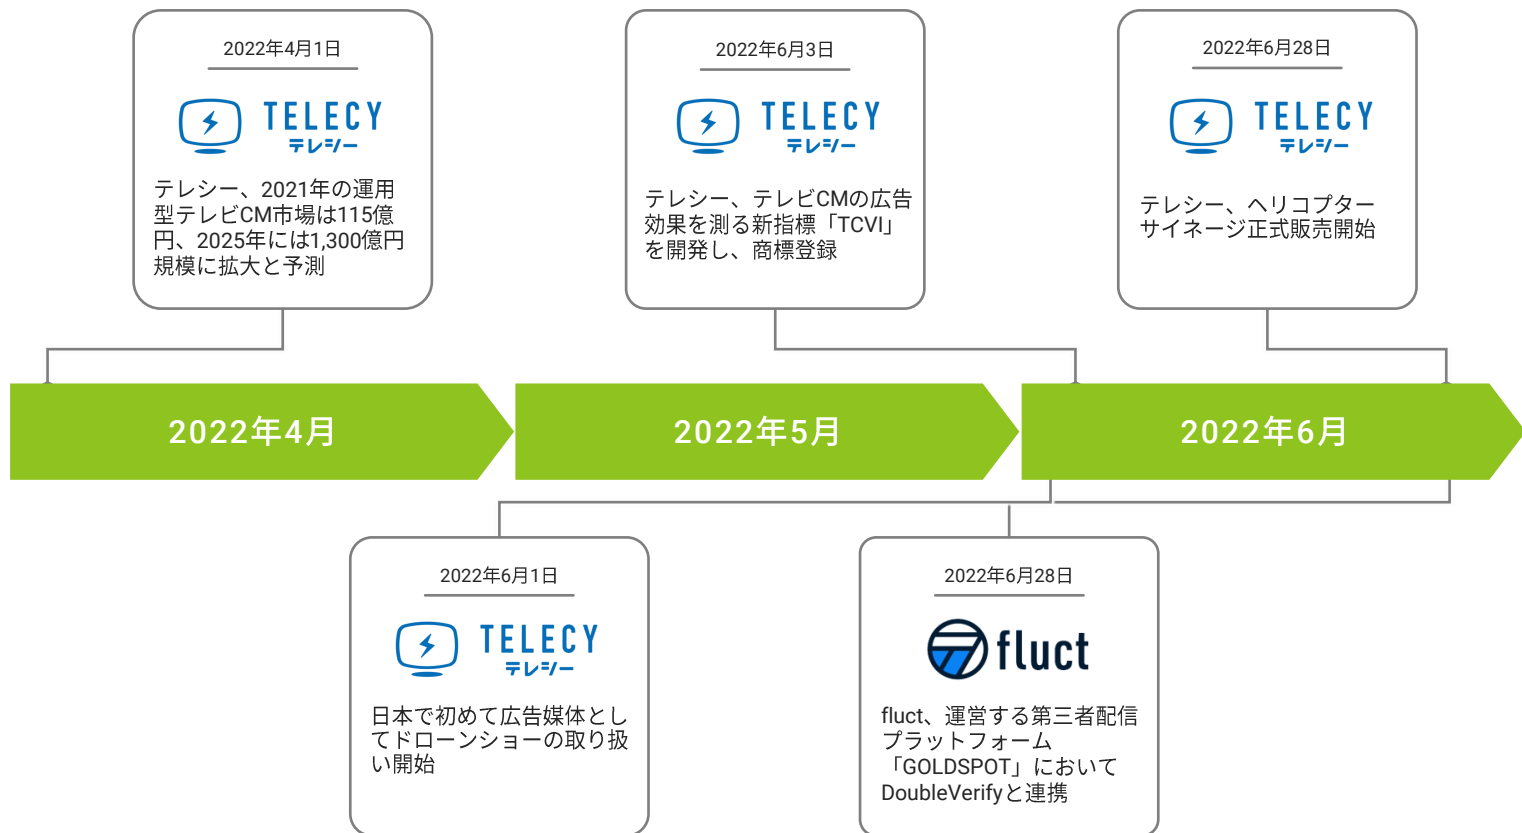 2022年4月1日
TELECY
テレシー
テレシー、2021年の運用
型テレビCM市場は115億
円、2025年には1,300億円
規模に拡大と予測
2022年6月3日
TELECY
テレシー
テレシー、テレビCMの広告
効果を測る新指標「TCVI」
を開発し、商標登録
2022年6月28日
TELECY
テレシー
テレシー、ヘリコプター
サイネージ正式販売開始
2022年4月
2022年5月
2022年6月
2022年6月1日
TELECY
テレシー
日本で初めて広告媒体とし
てドローンショーの取り扱
い開始
2022年6月28日
fluct
fluct、運営する第三者配信
プラットフォーム
「GOLDSPOT」において
DoubleVerifyと連携